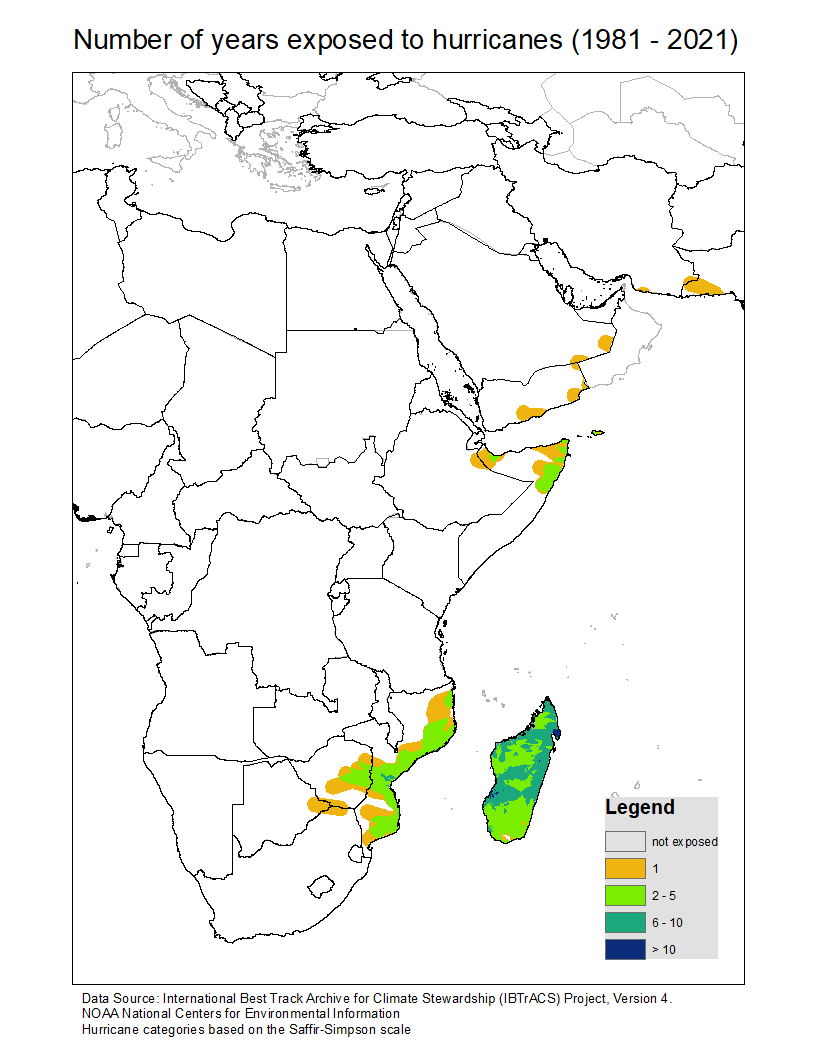 Number of years exposed to hurricanes (1981 - 2021)
Legend
not exposed
1
2 - 5
6 - 10
> 10
Data Source: International Best Track Archive for Climate Stewardship (IBTrACS) Project, Version 4.
NOAA National Centers for Environmental Information
Hurricane categories based on the Saffir-Simpson scale